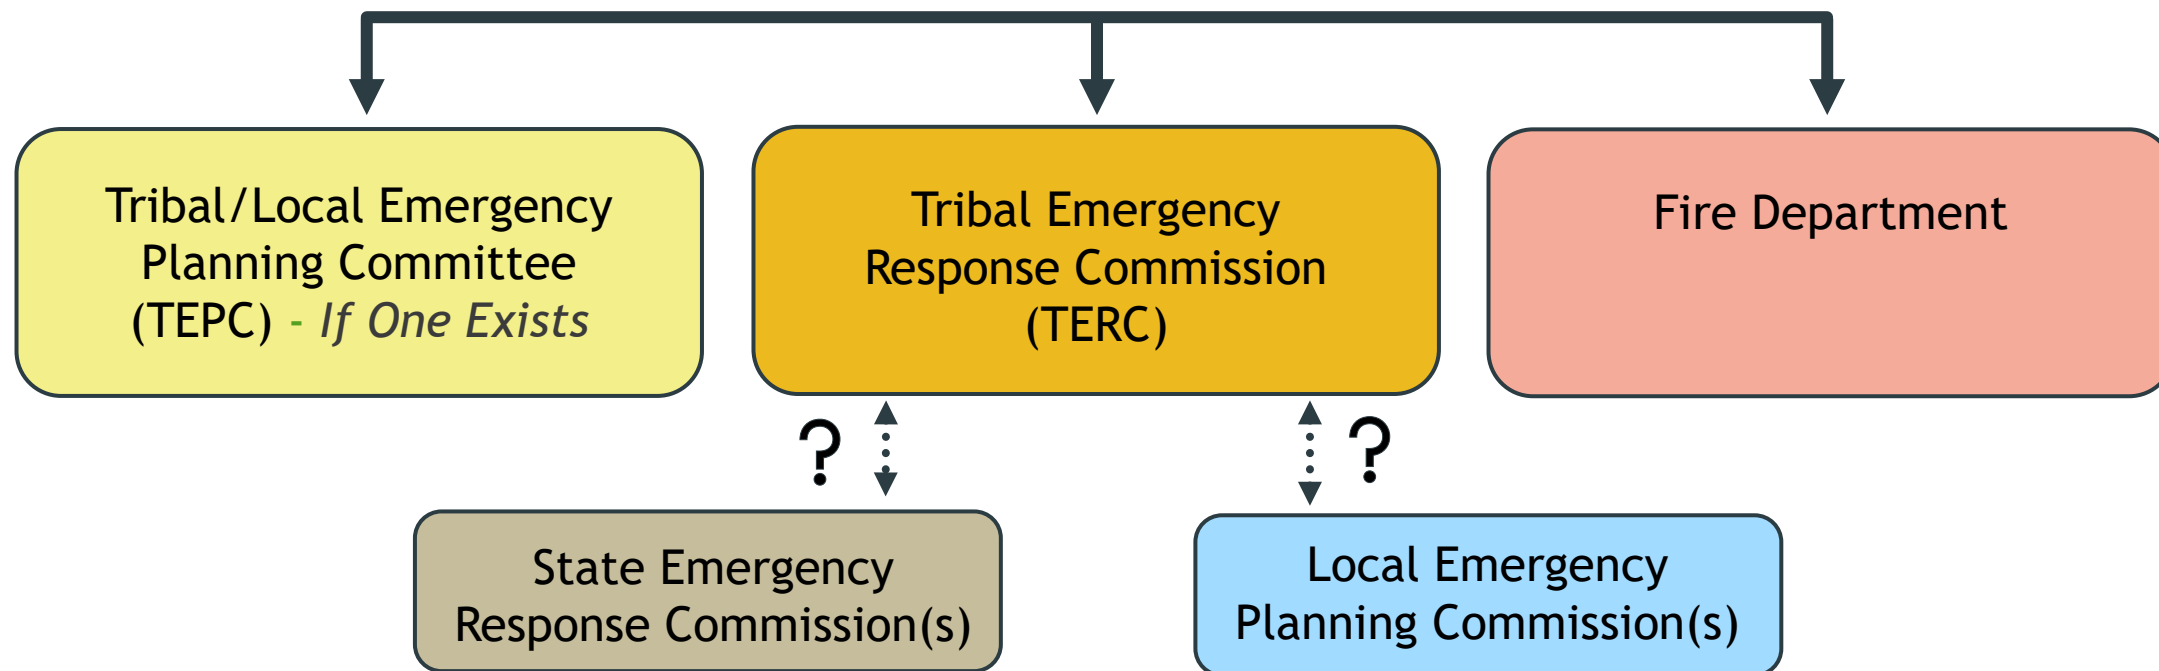 Tribal/Local Emergency
Planning Committee
(TEPC) - If One Exists
Tribal Emergency
Response Commission
(TERC)
Fire Department
?
?
State Emergency
Response Commission(s)
Local Emergency
Planning Commission(s)